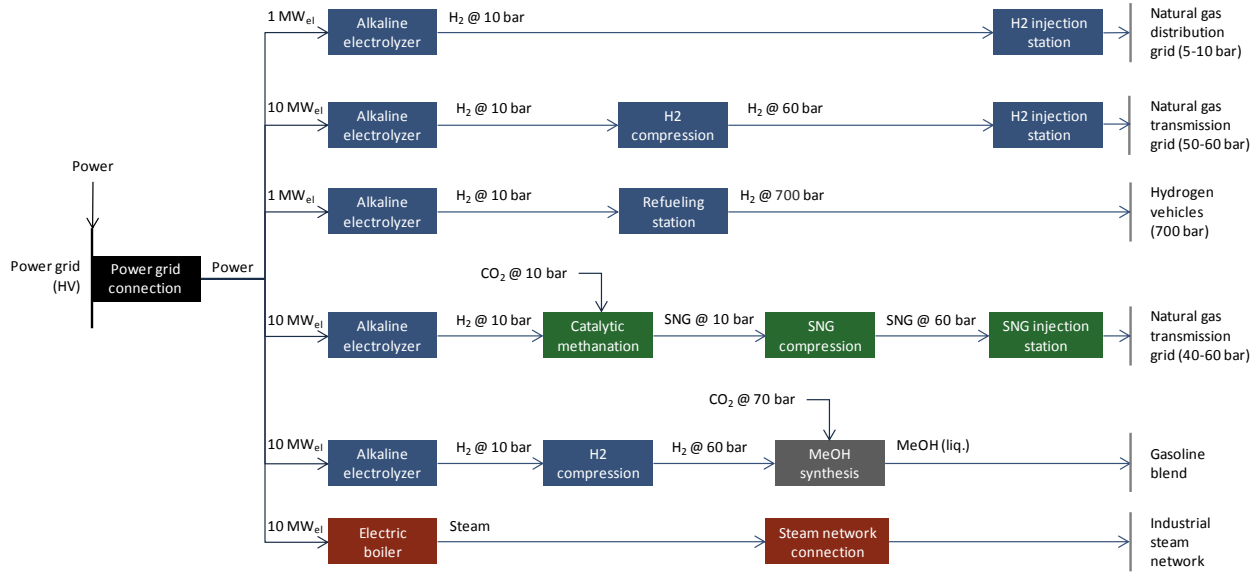 Power
Power grid
(HV)
Power grid
connection
Power
1 MWel
Alkaline
electrolyzer
H2 @ 10 bar
H2 injection
station
Natural gas
distribution
grid (5-10 bar)
10 MWel
Alkaline
electrolyzer
H2 @ 10 bar
H2
compression
H2 @ 60 bar
H2 injection
station
Natural gas
transmission
grid (50-60 bar)
1 MWel
Alkaline
electrolyzer
H2 @ 10 bar
Refueling
station
H2 @ 700 bar
Hydrogen
vehicles
(700 bar)
10 MWel
Alkaline
electrolyzer
H2 @ 10 bar
CO2 @ 10 bar
Catalytic
methanation
SNG @ 10 bar
SNG
compression
SNG @ 60 bar
SNG injection
station
Natural gas
transmission
grid (40-60 bar)
10 MWel
Alkaline
electrolyzer
H2 @ 10 bar
H2
compression
H2 @ 60 bar
CO2 @ 70 bar
MeOH
synthesis
MeOH (liq.)
Gasoline
blend
10 MWel
Electric
boiler
Steam
Steam network
connection
Industrial
steam
network